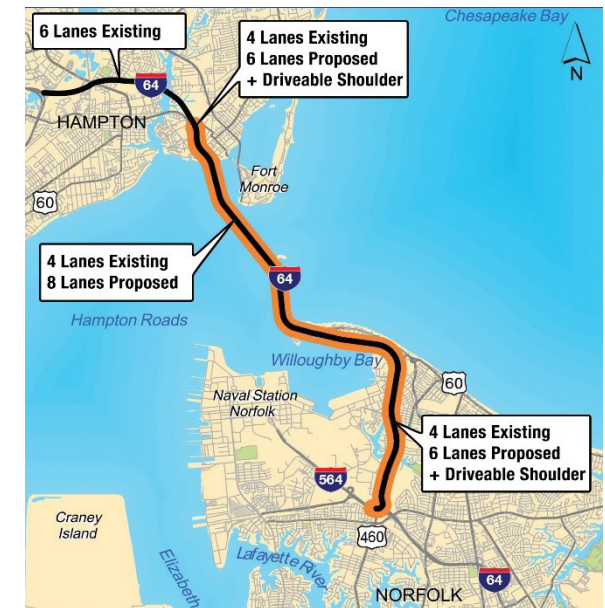 Chesapeake Bay
6 Lanes Existing
4 Lanes Existing
6 Lanes Proposed
+ Driveable Shoulder
N
64
HAMPTON
Fort
Monroe
60
4 Lanes Existing
8 Lanes Proposed
64
Hampton Roads
Willoughby Bay
60
Naval Station
Norfolk
4 Lanes Existing
6 Lanes Proposed
+ Driveable Shoulder
564
Craney
Island
460
Elizabeth
Lafayette River
64
NORFOLK